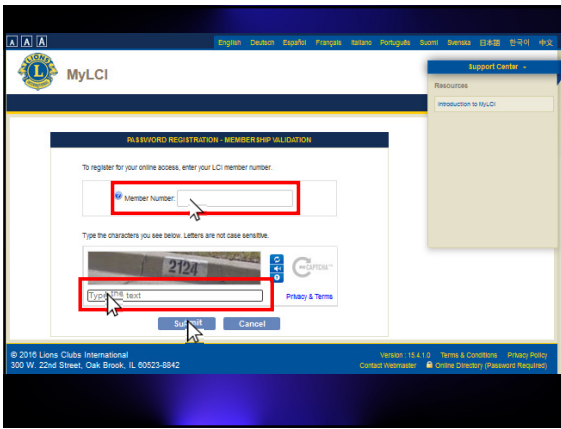 A A A
English Deutsch Español Français Italiano Português Suomi Svenska 日本語 한국어 中文
LIONS
L
INTERNATIONAL
MyLCI
Support Center
Resources
Introduction to MyLCI
PASSWORD REGISTRATION - MEMBERSHIP VALIDATION
To register for your online access, enter your LCI member number.
Member Number:
Type the characters you see below. Letters are not case sensitive.
2124
reCAPTCHA™
Type the text
Privacy & Terms
Submit Cancel
© 2016 Lions Clubs International
300 W. 22nd Street, Oak Brook, IL 60523-8842
Version : 15.4.1.0 Terms & Conditions Privacy Policy
Contact Webmaster Online Directory (Password Required)